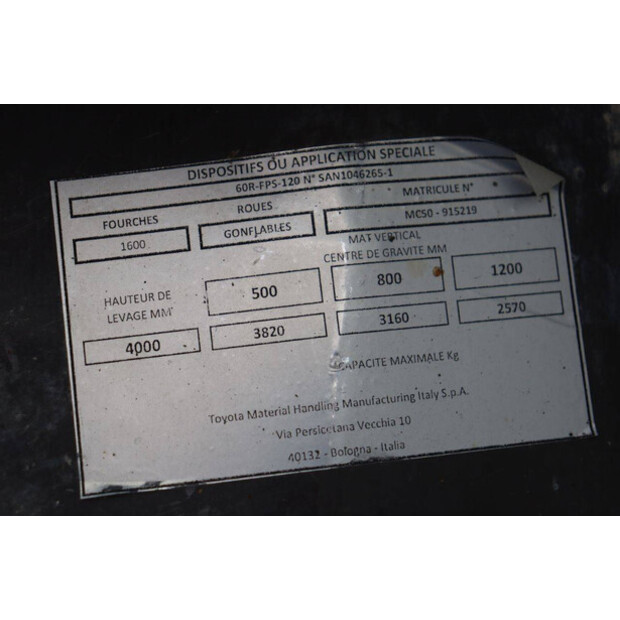 DISPOSITIFS OU APPLICATION SPECIALE
60R-FPS-120 N° SAN1046265-1
FOURCHES ROUES MATRICULE N°
1600 GONFLABLES MC50 - 915219
MAT VERTICAL
CENTRE DE GRAVITE MM
HAUTEUR DE LEVAGE MM 500 800 1200
4000 3820 3160 2570
CAPACITE MAXIMALE Kg
Toyota Material Handling Manufacturing Italy S.p.A.
Via Persicetana Vecchia 10
40132 - Bologna - Italia